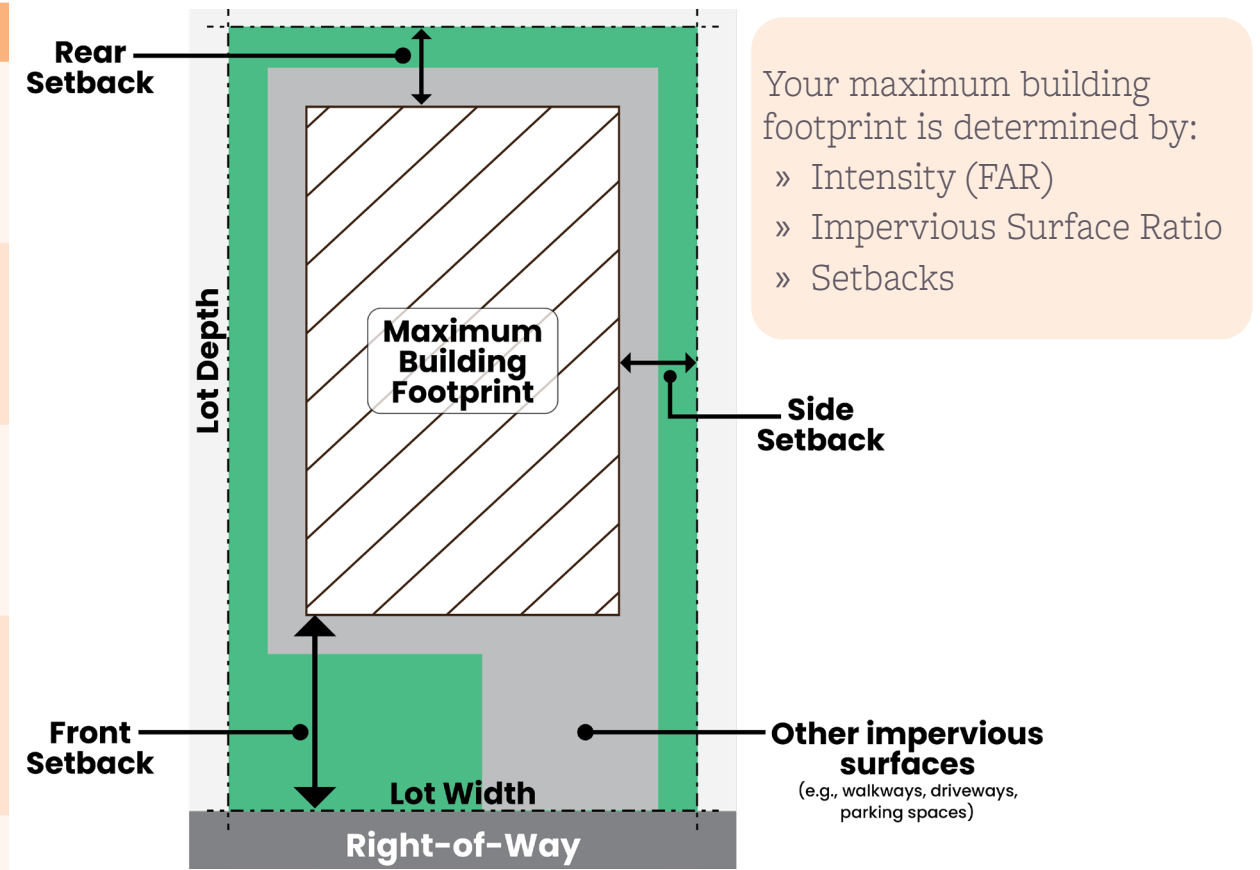 Rear
Setback
Your maximum building
footprint is determined by:
» Intensity (FAR)
» Impervious Surface Ratio
» Setbacks
Lot Depth
Maximum
Building
Footprint
Side
Setback
Front
Setback
Other impervious
surfaces
(e.g., walkways, driveways,
parking spaces)
Lot Width
Right-of-Way